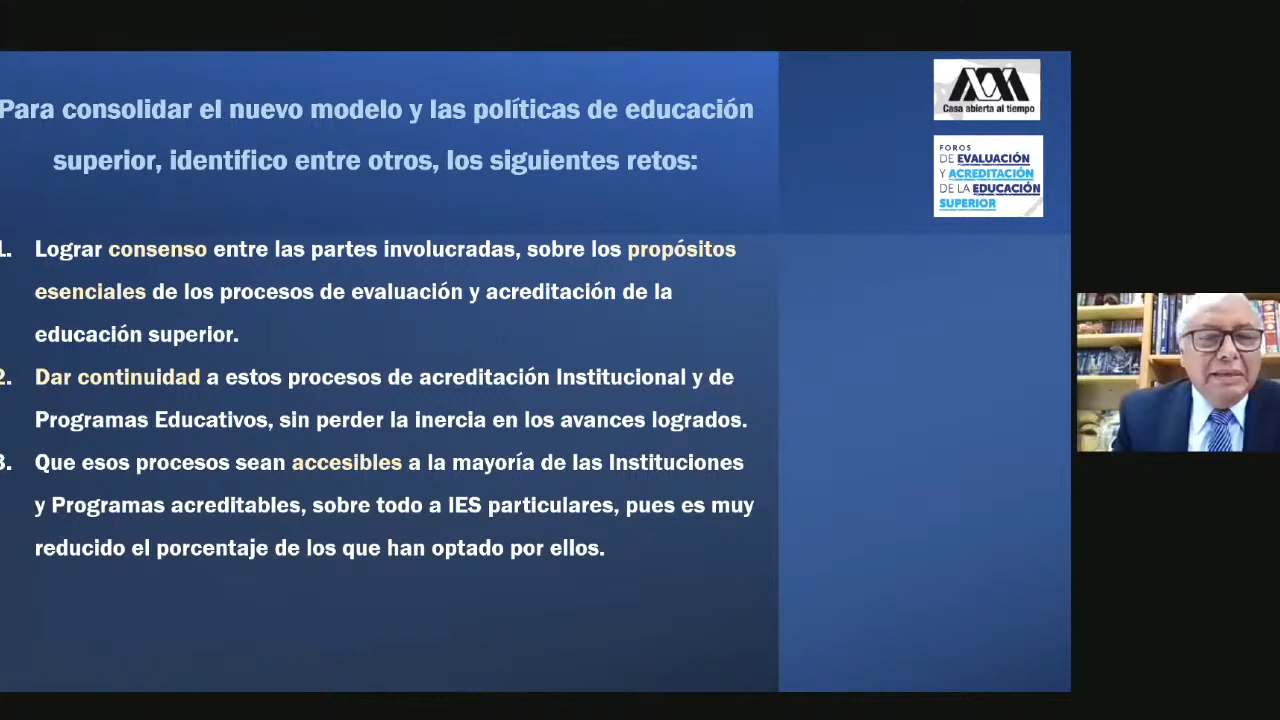 Para consolidar el nuevo modelo y las políticas de educación
superior, identifico entre otros, los siguientes retos:
1. Lograr consenso entre las partes involucradas, sobre los propósitos
esenciales de los procesos de evaluación y acreditación de la
educación superior.
2. Dar continuidad a estos procesos de acreditación Institucional y de
Programas Educativos, sin perder la inercia en los avances logrados.
3. Que esos procesos sean accesibles a la mayoría de las Instituciones
y Programas acreditables, sobre todo a IES particulares, pues es muy
reducido el porcentaje de los que han optado por ellos.
Casa abierta al tiempo
FOROS
DE EVALUACIÓN
Y ACREDITACIÓN
DE LA EDUCACIÓN
SUPERIOR